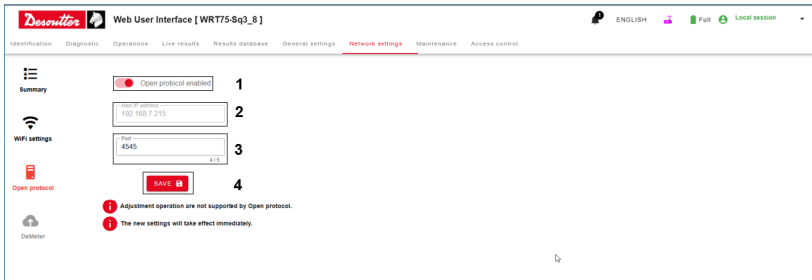 Desoutter Web User Interface [ WRT75-Sq3_8 ] ENGLISH Full Local session
Identification Diagnostic Operations Live results Results database General settings Network settings Maintenance Access control
Summary
WiFi settings
Open protocol
DeMeter
Open protocol enabled 1
Host IP address
192.168.7.215 2
Port
4545
4 / 5 3
SAVE 4
Adjustment operation are not supported by Open protocol.
The new settings will take effect immediately.